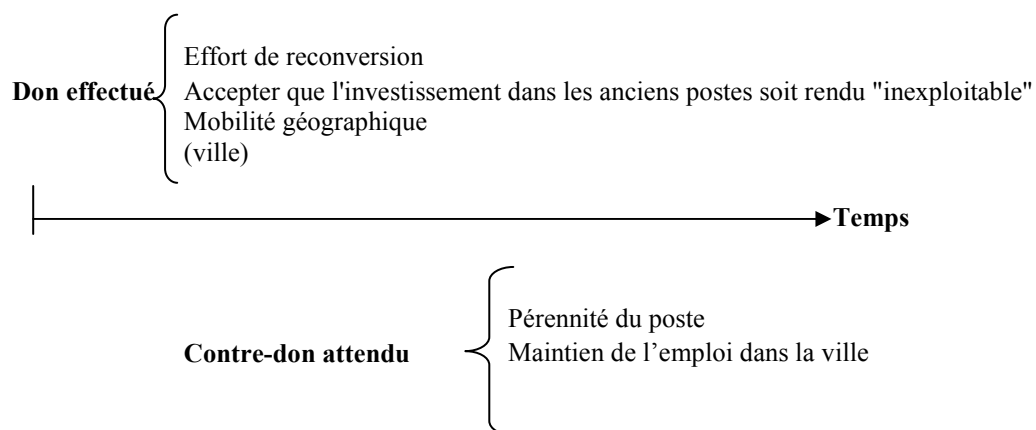 Effort de reconversion
Don effectué Accepter que l'investissement dans les anciens postes soit rendu "inexploitable"
Mobilité géographique
(ville)
Temps
Pérennité du poste
Contre-don attendu Maintien de l’emploi dans la ville